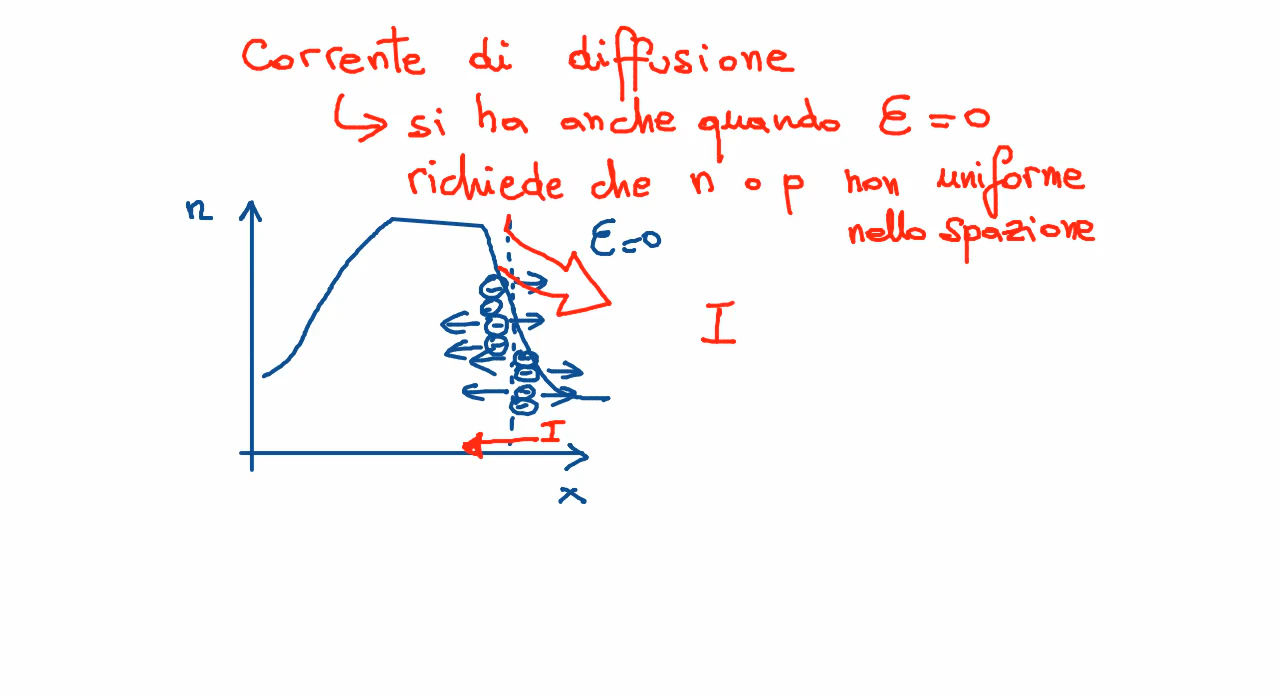 Corrente di diffusione
↳ si ha anche quando ℰ=0
richiede che n o p non uniforme
nello spazione
n
ℰ=0
I
I
x